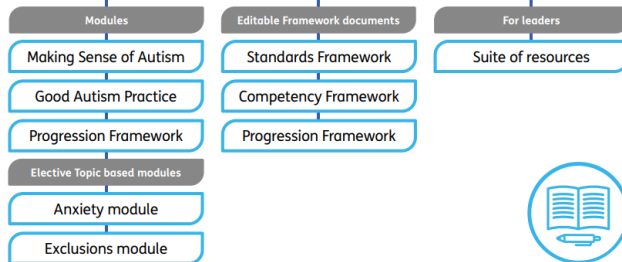 Modules
Making Sense of Autism
Good Autism Practice
Progression Framework
Elective Topic based modules
Anxiety module
Exclusions module
Editable Framework documents
Standards Framework
Competency Framework
Progression Framework
For leaders
Suite of resources